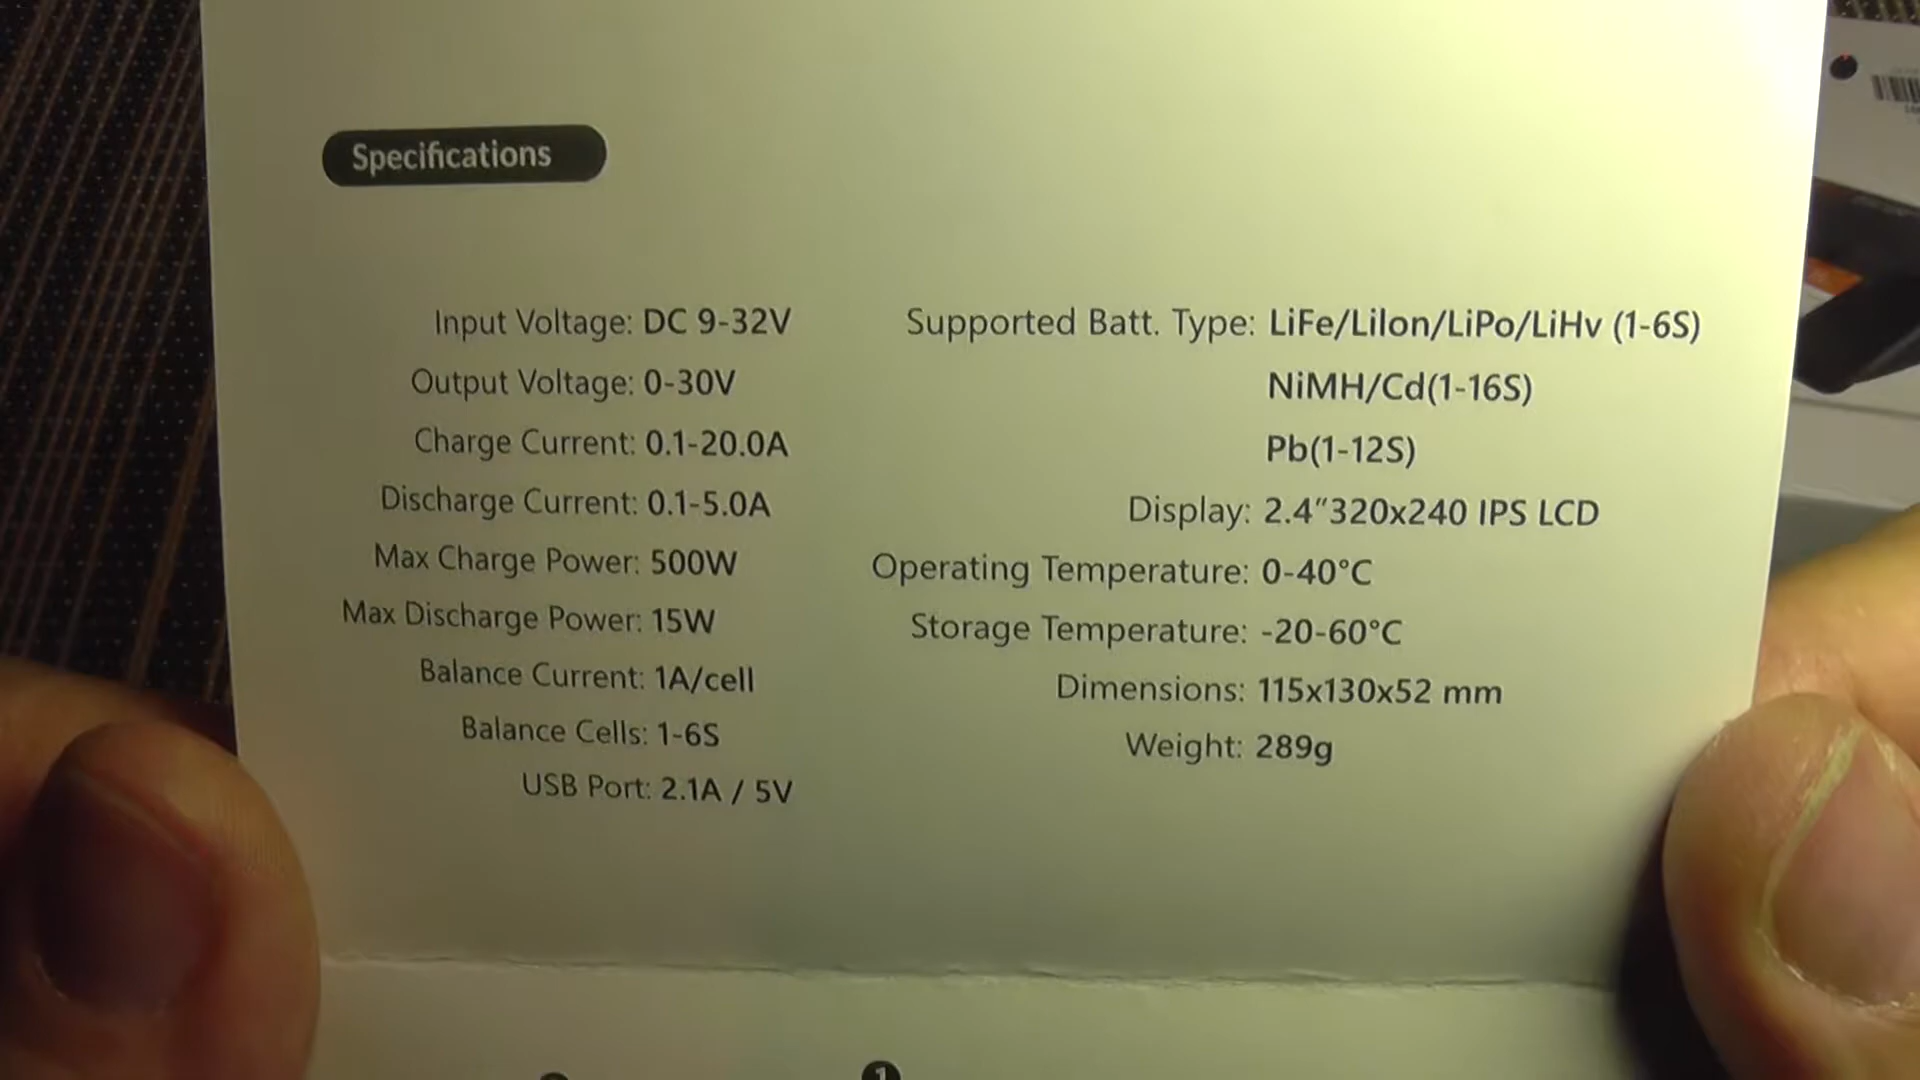 Specifications
Input Voltage: DC 9-32V
Output Voltage: 0-30V
Charge Current: 0.1-20.0A
Discharge Current: 0.1-5.0A
Max Charge Power: 500W
Max Discharge Power: 15W
Balance Current: 1A/cell
Balance Cells: 1-6S
USB Port: 2.1A / 5V
Supported Batt. Type: LiFe/LiIon/LiPo/LiHv (1-6S)
NiMH/Cd(1-16S)
Pb(1-12S)
Display: 2.4"320x240 IPS LCD
Operating Temperature: 0-40°C
Storage Temperature: -20-60°C
Dimensions: 115x130x52 mm
Weight: 289g
1